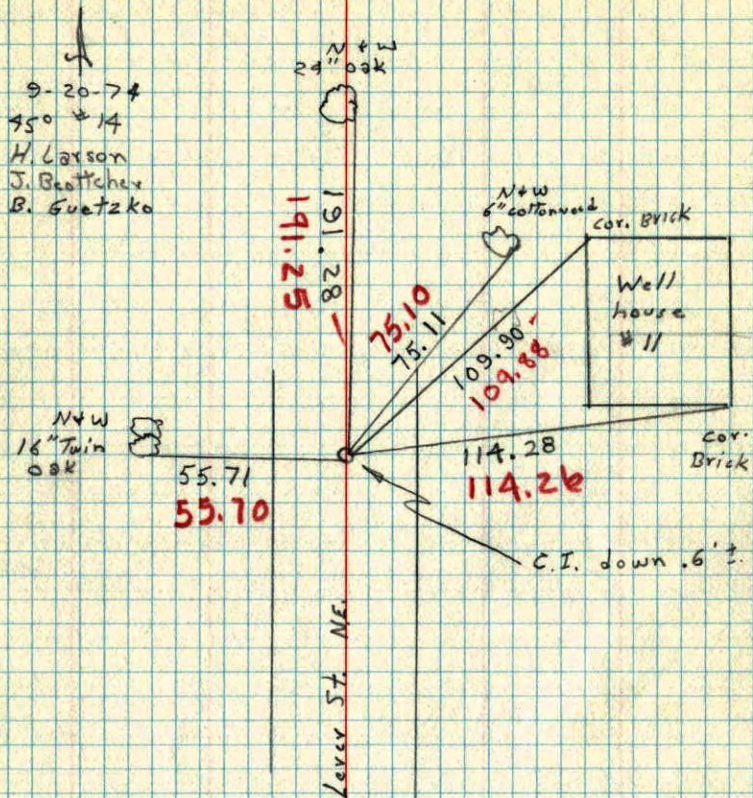 9-20-74
45° #14
H. Larson
J. Beottcher
B. Guetzko
N+W
24" oak
191.28
191.25
N+W
6" cottonwood
75.10
75.11
cor. Brick
Well
house
#11
109.90
109.88
N+W
16" Twin
oak
55.71
55.70
114.28
114.26
cor.
Brick
C.I. down .6' ±
Lever St. NE.